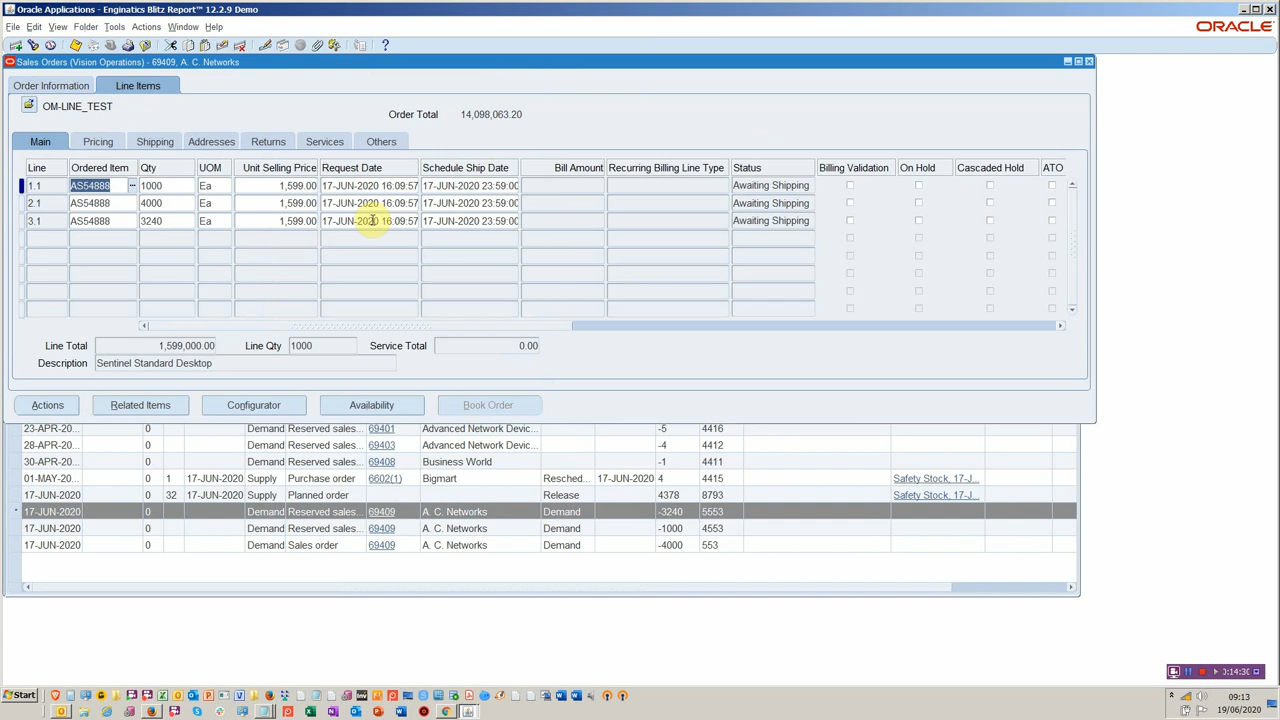 Oracle Applications - Enginatics Blitz Report™ 12.2.9 Demo
File Edit View Folder Tools Actions Window Help
ORACLE
Sales Orders (Vision Operations) - 69409, A. C. Networks
Order Information Line Items
OM-LINE_TEST
Order Total 14,098,063.20
Main Pricing Shipping Addresses Returns Services Others
Line Ordered Item Qty UOM Unit Selling Price Request Date Schedule Ship Date Bill Amount Recurring Billing Line Type Status Billing Validation On Hold Cascaded Hold ATO
1.1 AS54888 ... 1000 Ea 1,599.00 17-JUN-2020 16:09:57 17-JUN-2020 23:59:00 Awaiting Shipping
2.1 AS54888 4000 Ea 1,599.00 17-JUN-2020 16:09:57 17-JUN-2020 23:59:00 Awaiting Shipping
3.1 AS54888 3240 Ea 1,599.00 17-JUN-2020 16:09:57 17-JUN-2020 23:59:00 Awaiting Shipping
Line Total 1,599,000.00 Line Qty 1000 Service Total 0.00
Description Sentinel Standard Desktop
Actions Related Items Configurator Availability Book Order
23-APR-20... 0 Demand Reserved sales... 69401 Advanced Network Devic... -5 4416
28-APR-20... 0 Demand Reserved sales... 69403 Advanced Network Devic... -4 4412
30-APR-20... 0 Demand Reserved sales... 69408 Business World -1 4411
01-MAY-20... 0 1 17-JUN-2020 Supply Purchase order 6602(1) Bigmart Resched... 17-JUN-2020 4 4415 Safety Stock, 17-J...
17-JUN-2020 0 32 17-JUN-2020 Supply Planned order Release 4378 8793 Safety Stock, 17-J...
17-JUN-2020 0 Demand Reserved sales... 69409 A. C. Networks Demand -3240 5553
17-JUN-2020 0 Demand Reserved sales... 69409 A. C. Networks Demand -1000 4553
17-JUN-2020 0 Demand Sales order 69409 A. C. Networks Demand -4000 553
0:14:30
Start 09:13
19/06/2020